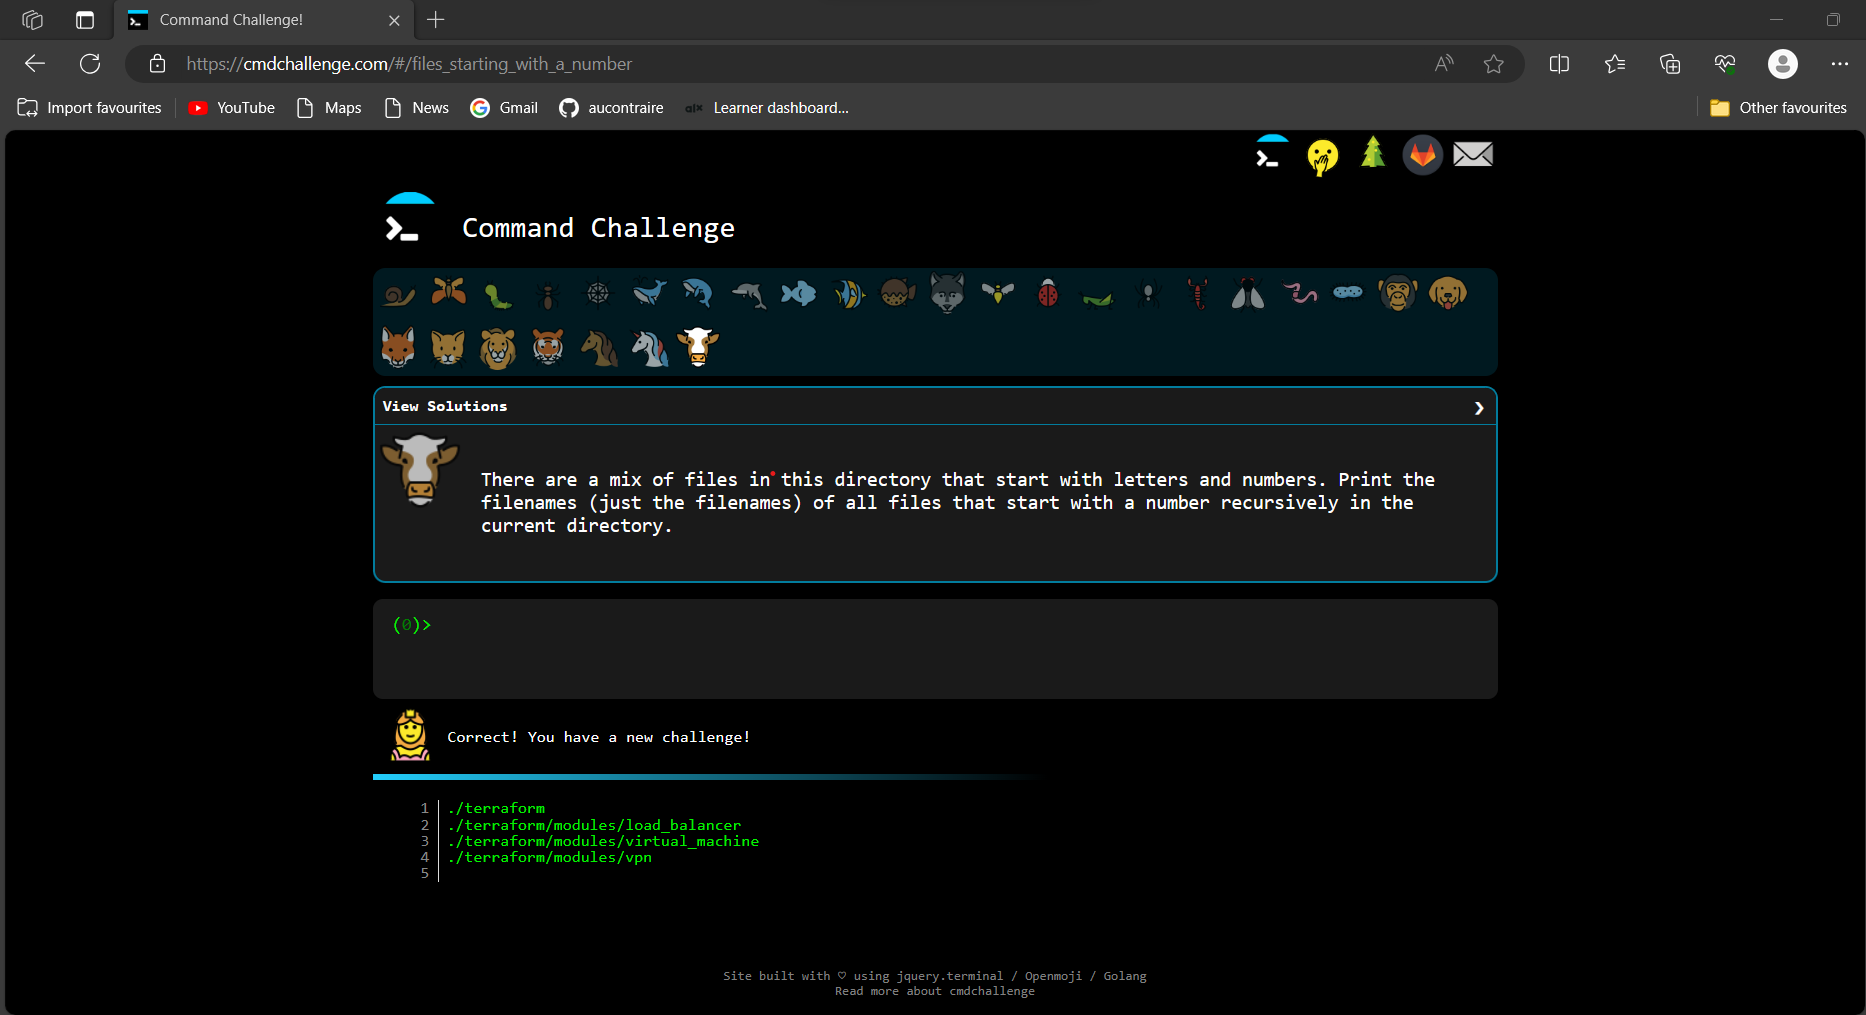 Command Challenge!
https://cmdchallenge.com/#/files_starting_with_a_number
Import favourites
YouTube
Maps
News
Gmail
aucontraire
alx
Learner dashboard...
Other favourites
Command Challenge
View Solutions
There are a mix of files in this directory that start with letters and numbers. Print the
filenames (just the filenames) of all files that start with a number recursively in the
current directory.
(0)>
Correct! You have a new challenge!
1 ./terraform
2 ./terraform/modules/load_balancer
3 ./terraform/modules/virtual_machine
4 ./terraform/modules/vpn
5
Site built with ♡ using jquery.terminal / Openmoji / Golang
Read more about cmdchallenge